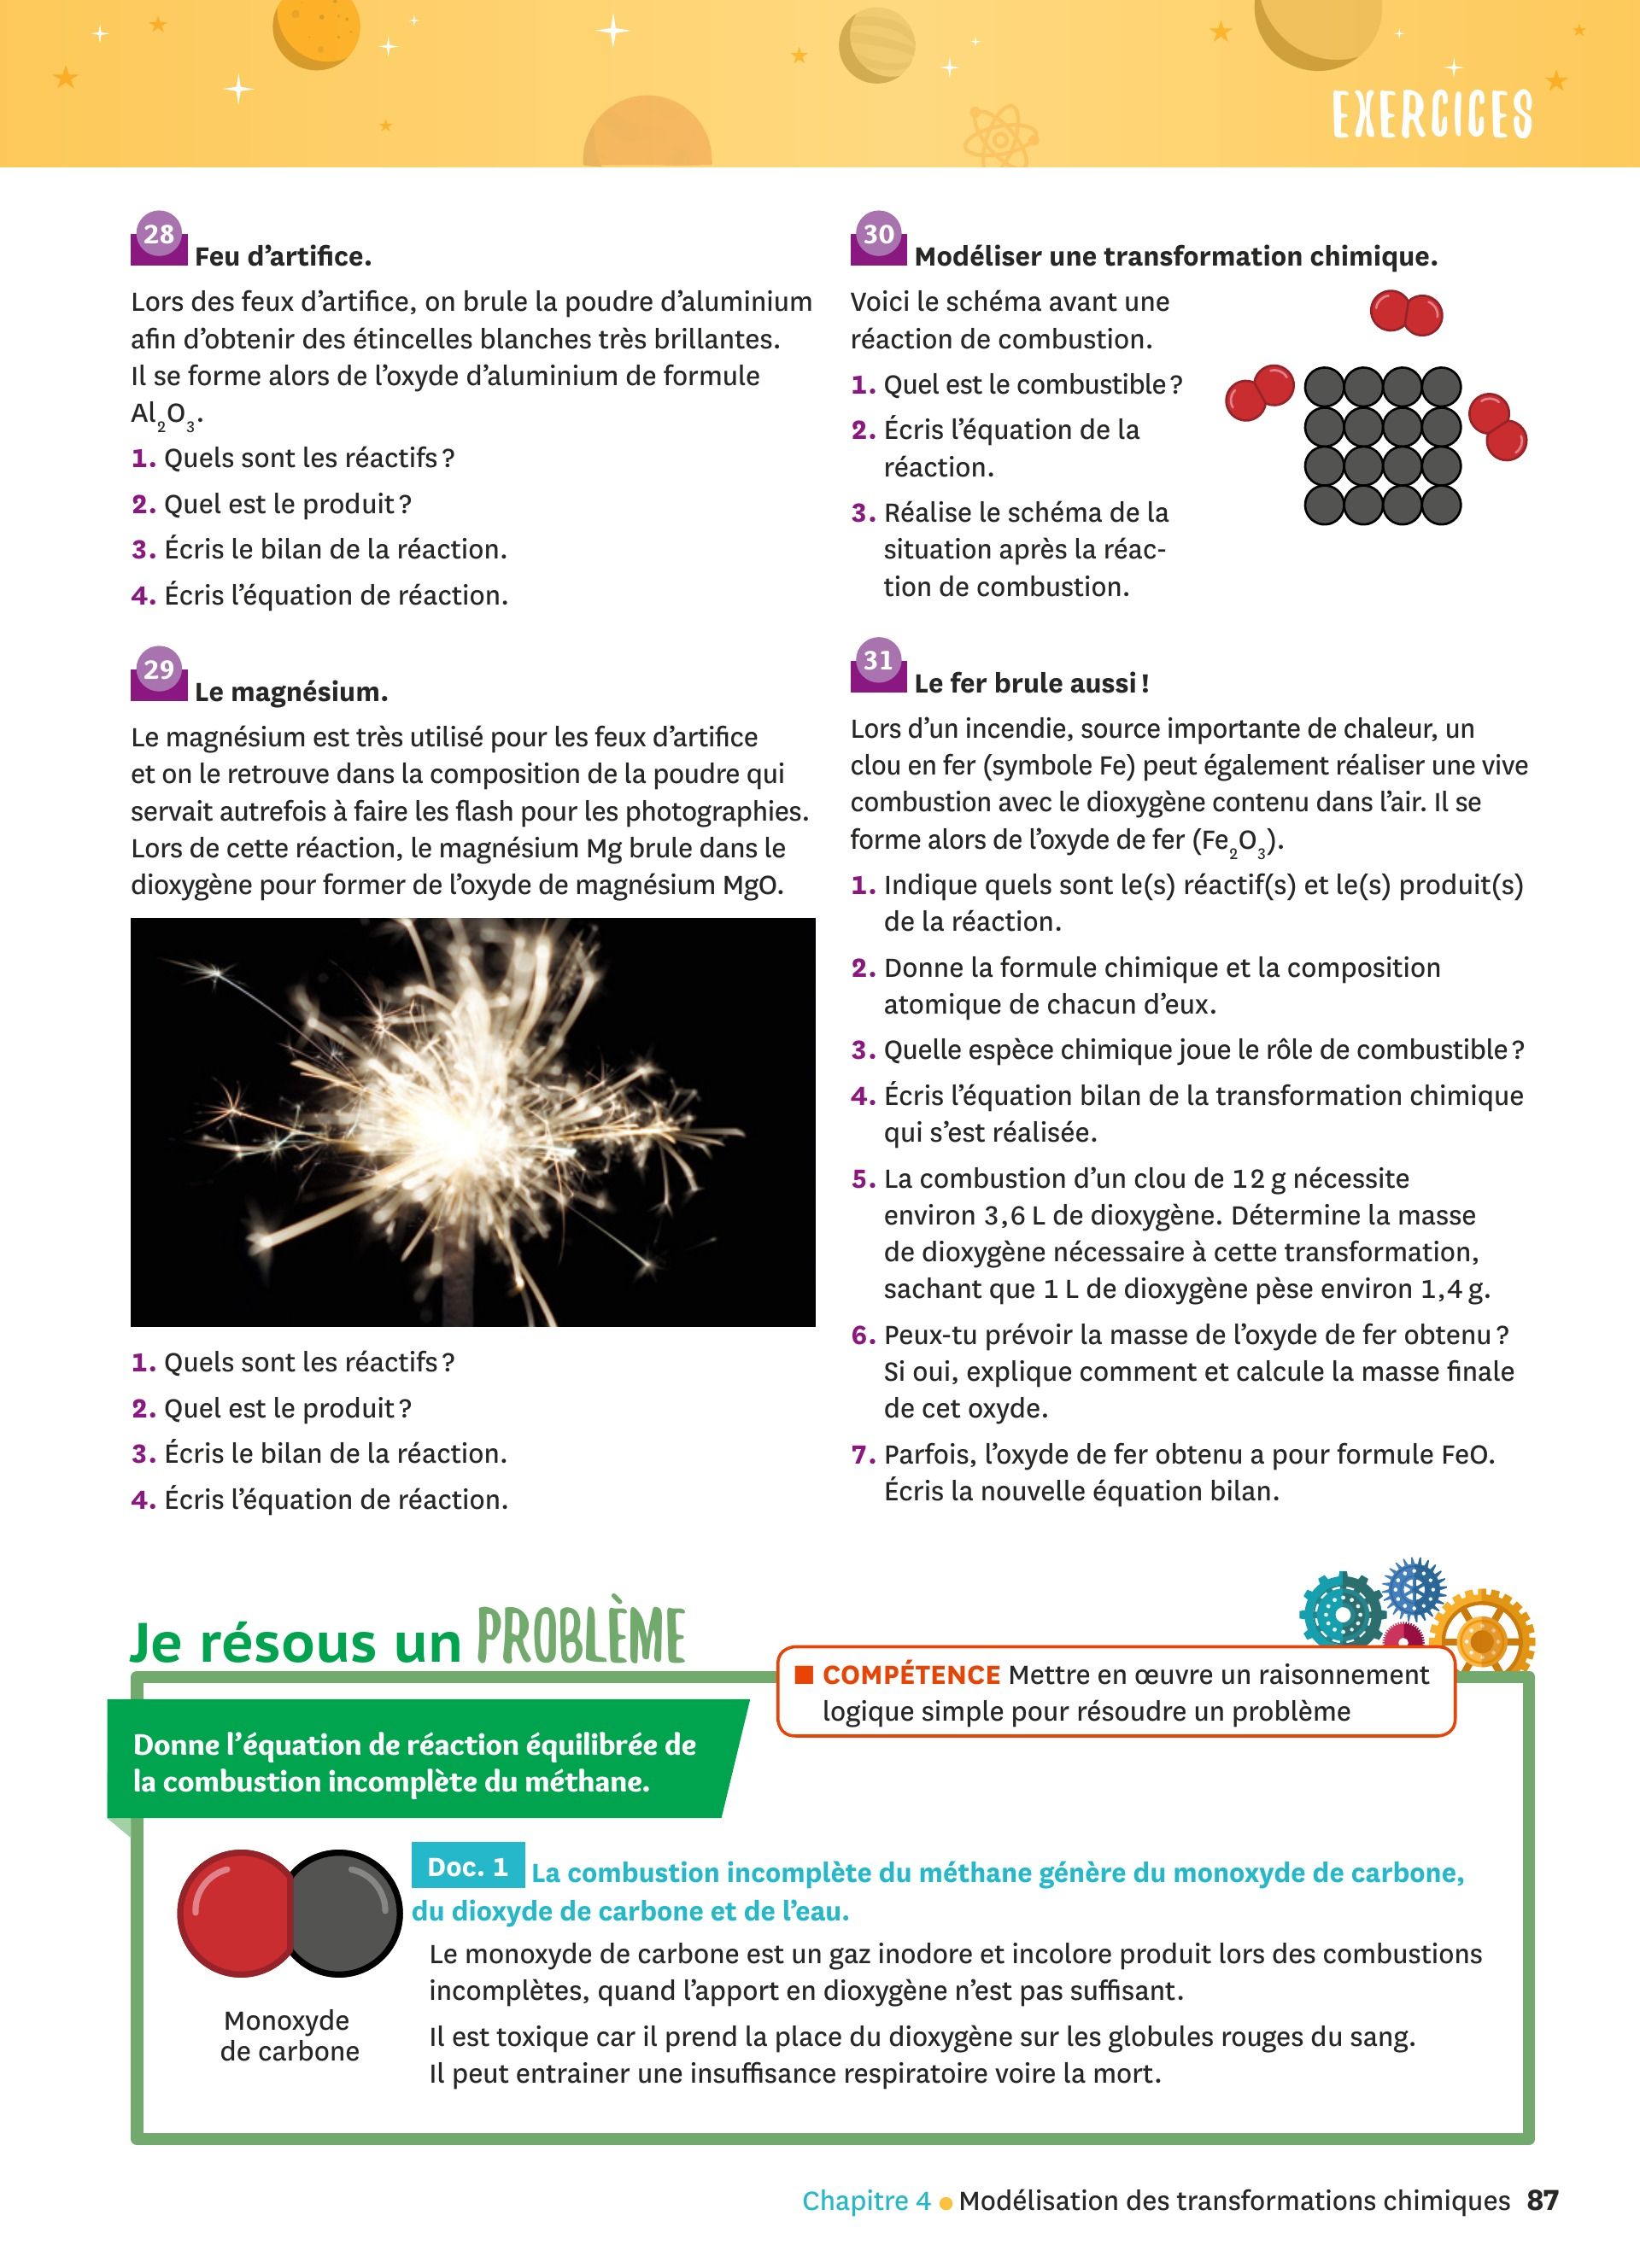 EXERCICES
28 Feu d’artifice.
Lors des feux d’artifice, on brule la poudre d’aluminium
afin d’obtenir des étincelles blanches très brillantes.
Il se forme alors de l’oxyde d’aluminium de formule
Al₂O₃.
1. Quels sont les réactifs ?
2. Quel est le produit ?
3. Écris le bilan de la réaction.
4. Écris l’équation de réaction.
29 Le magnésium.
Le magnésium est très utilisé pour les feux d’artifice
et on le retrouve dans la composition de la poudre qui
servait autrefois à faire les flash pour les photographies.
Lors de cette réaction, le magnésium Mg brule dans le
dioxygène pour former de l’oxyde de magnésium MgO.
1. Quels sont les réactifs ?
2. Quel est le produit ?
3. Écris le bilan de la réaction.
4. Écris l’équation de réaction.
30 Modéliser une transformation chimique.
Voici le schéma avant une
réaction de combustion.
1. Quel est le combustible ?
2. Écris l’équation de la
réaction.
3. Réalise le schéma de la
situation après la réac-
tion de combustion.
31 Le fer brule aussi !
Lors d’un incendie, source importante de chaleur, un
clou en fer (symbole Fe) peut également réaliser une vive
combustion avec le dioxygène contenu dans l’air. Il se
forme alors de l’oxyde de fer (Fe₂O₃).
1. Indique quels sont le(s) réactif(s) et le(s) produit(s)
de la réaction.
2. Donne la formule chimique et la composition
atomique de chacun d’eux.
3. Quelle espèce chimique joue le rôle de combustible ?
4. Écris l’équation bilan de la transformation chimique
qui s’est réalisée.
5. La combustion d’un clou de 12 g nécessite
environ 3,6 L de dioxygène. Détermine la masse
de dioxygène nécessaire à cette transformation,
sachant que 1 L de dioxygène pèse environ 1,4 g.
6. Peux-tu prévoir la masse de l’oxyde de fer obtenu ?
Si oui, explique comment et calcule la masse finale
de cet oxyde.
7. Parfois, l’oxyde de fer obtenu a pour formule FeO.
Écris la nouvelle équation bilan.
Je résous un PROBLÈME
COMPÉTENCE Mettre en œuvre un raisonnement
logique simple pour résoudre un problème
Donne l’équation de réaction équilibrée de
la combustion incomplète du méthane.
Doc. 1 La combustion incomplète du méthane génère du monoxyde de carbone,
du dioxyde de carbone et de l’eau.
Le monoxyde de carbone est un gaz inodore et incolore produit lors des combustions
incomplètes, quand l’apport en dioxygène n’est pas suffisant.
Il est toxique car il prend la place du dioxygène sur les globules rouges du sang.
Il peut entrainer une insuffisance respiratoire voire la mort.
Monoxyde
de carbone
Chapitre 4 • Modélisation des transformations chimiques 87